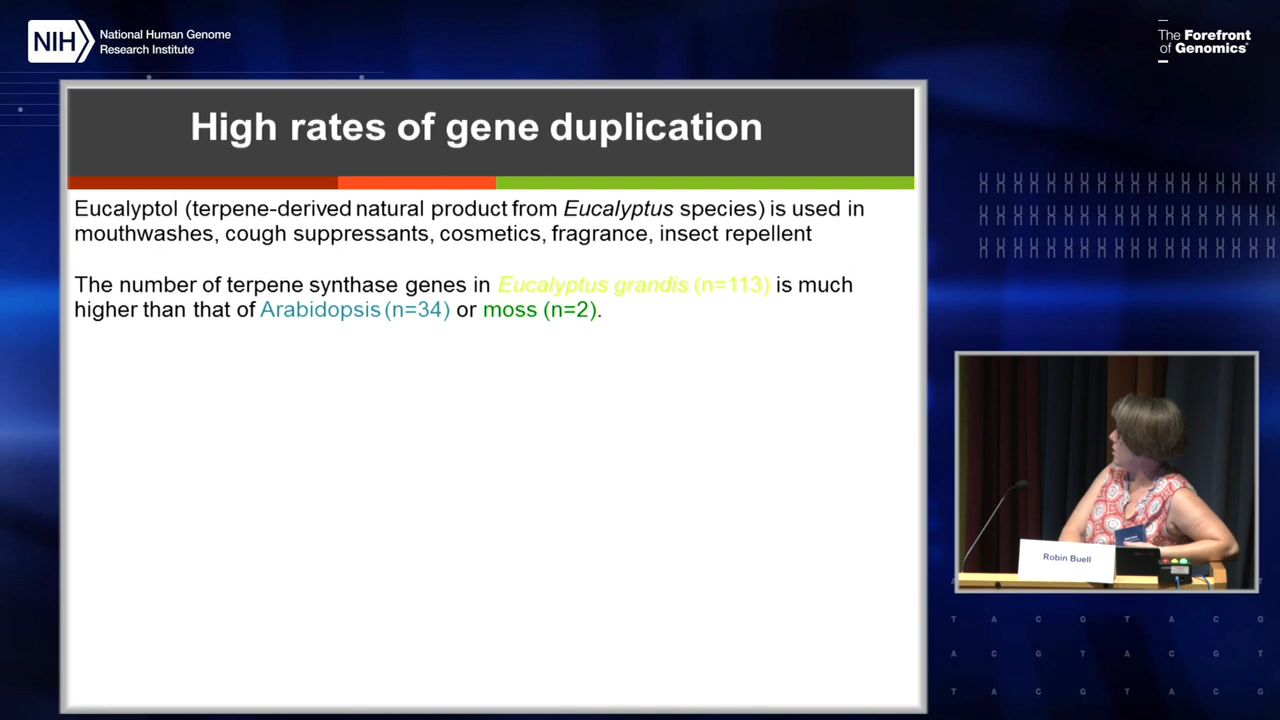 NIH
National Human Genome
Research Institute
The Forefront
of Genomics®
High rates of gene duplication
Eucalyptol (terpene-derived natural product from Eucalyptus species) is used in
mouthwashes, cough suppressants, cosmetics, fragrance, insect repellent
The number of terpene synthase genes in Eucalyptus grandis (n=113) is much
higher than that of Arabidopsis (n=34) or moss (n=2).
Robin Buell
T A C G T A C G
A C G T A C G T
T A C G T A C G